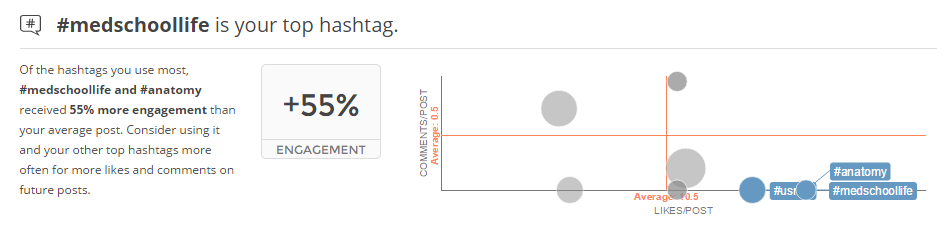 # #medschoollife is your top hashtag.
Of the hashtags you use most,
#medschoollife and #anatomy
received 55% more engagement than
your average post. Consider using it
and your other top hashtags more
often for more likes and comments on
future posts.
+55%
ENGAGEMENT
COMMENTS/POST
Average: 0.5
#anatomy
#medschoollife
Average: 10.5
LIKES/POST